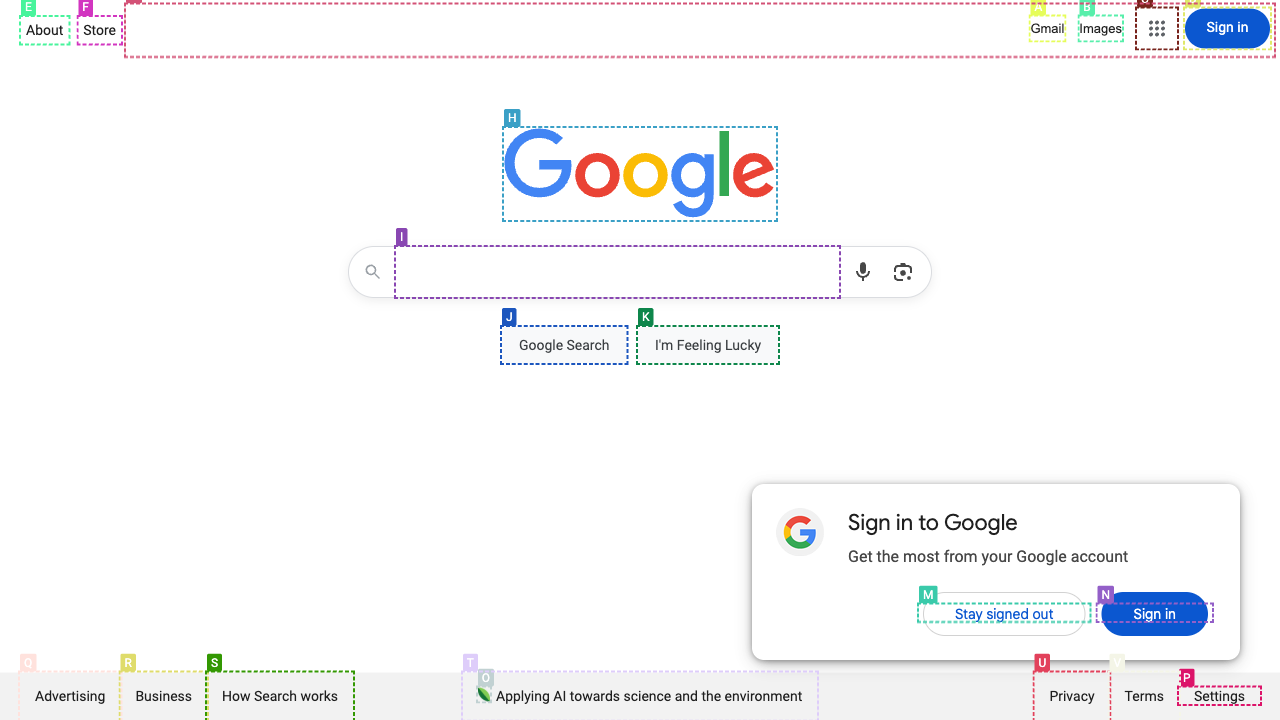 E
F
A
B
About
Store
Gmail
Images
Sign in
H
Google
I
J
K
Google Search
I'm Feeling Lucky
Sign in to Google
Get the most from your Google account
M
N
Stay signed out
Sign in
Q
R
S
T
O
U
V
P
Advertising
Business
How Search works
Applying AI towards science and the environment
Privacy
Terms
Settings